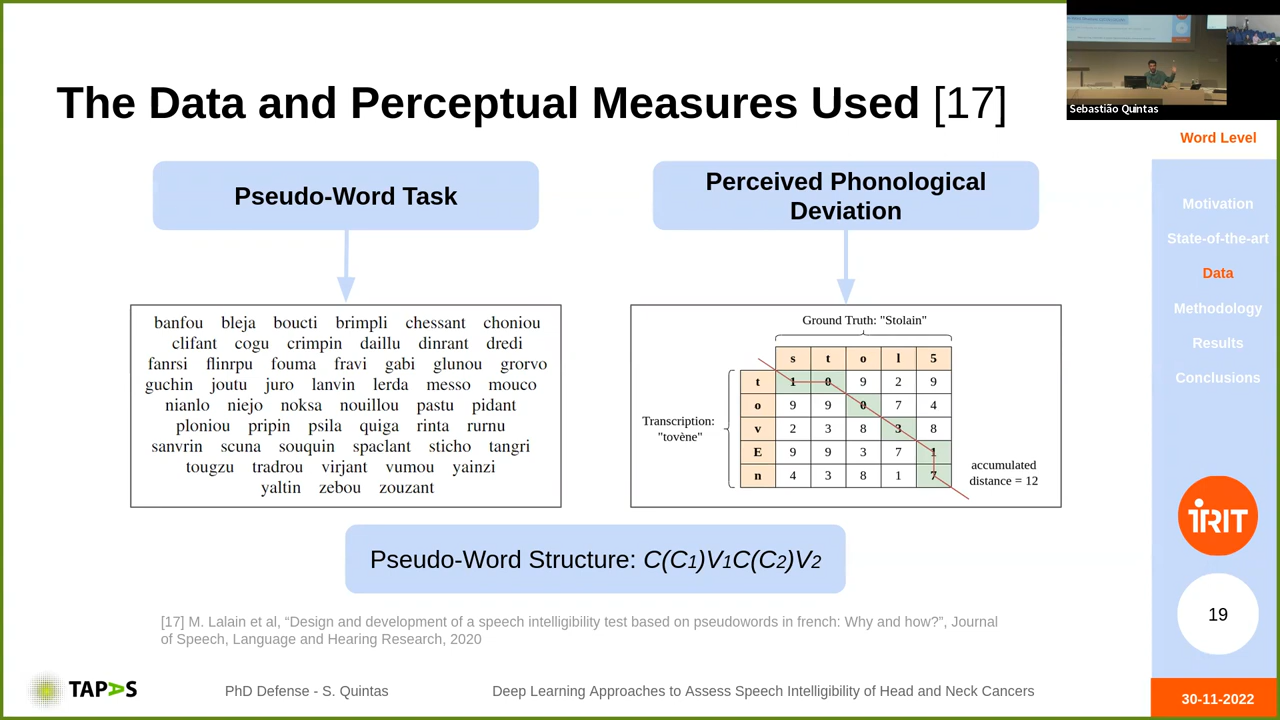 The Data and Perceptual Measures Used [17]
Sebastião Quintas
Word Level
Motivation
State-of-the-art
Data
Methodology
Results
Conclusions
Pseudo-Word Task
Perceived Phonological
Deviation
banfou bleja boucti brimpli chessant choniou
clifant cogu crimpin daillu dinrant dredi
fanrsi flinrpu fouma fravi gabi glunou grorvo
guchin joutu juro lanvin lerda messo mouco
nianlo niejo noksa nouillou pastu pidant
ploniou pripin psila quiga rinta rurnu
sanvrin scuna souquin spaclant sticho tangri
tougzu tradrou virjant vumou yainzi
yaltin zebou zouzant
Ground Truth: "Stolain"
s t o l 5
t 1 0 9 2 9
o 9 9 0 7 4
v 2 3 8 3 8
E 9 9 3 7 1
n 4 3 8 1 7
Transcription:
"tovène"
accumulated
distance = 12
Pseudo-Word Structure: C(C1)V1C(C2)V2
[17] M. Lalain et al, “Design and development of a speech intelligibility test based on pseudowords in french: Why and how?”, Journal
of Speech, Language and Hearing Research, 2020
IRIT
19
TAPAS
PhD Defense - S. Quintas
Deep Learning Approaches to Assess Speech Intelligibility of Head and Neck Cancers
30-11-2022